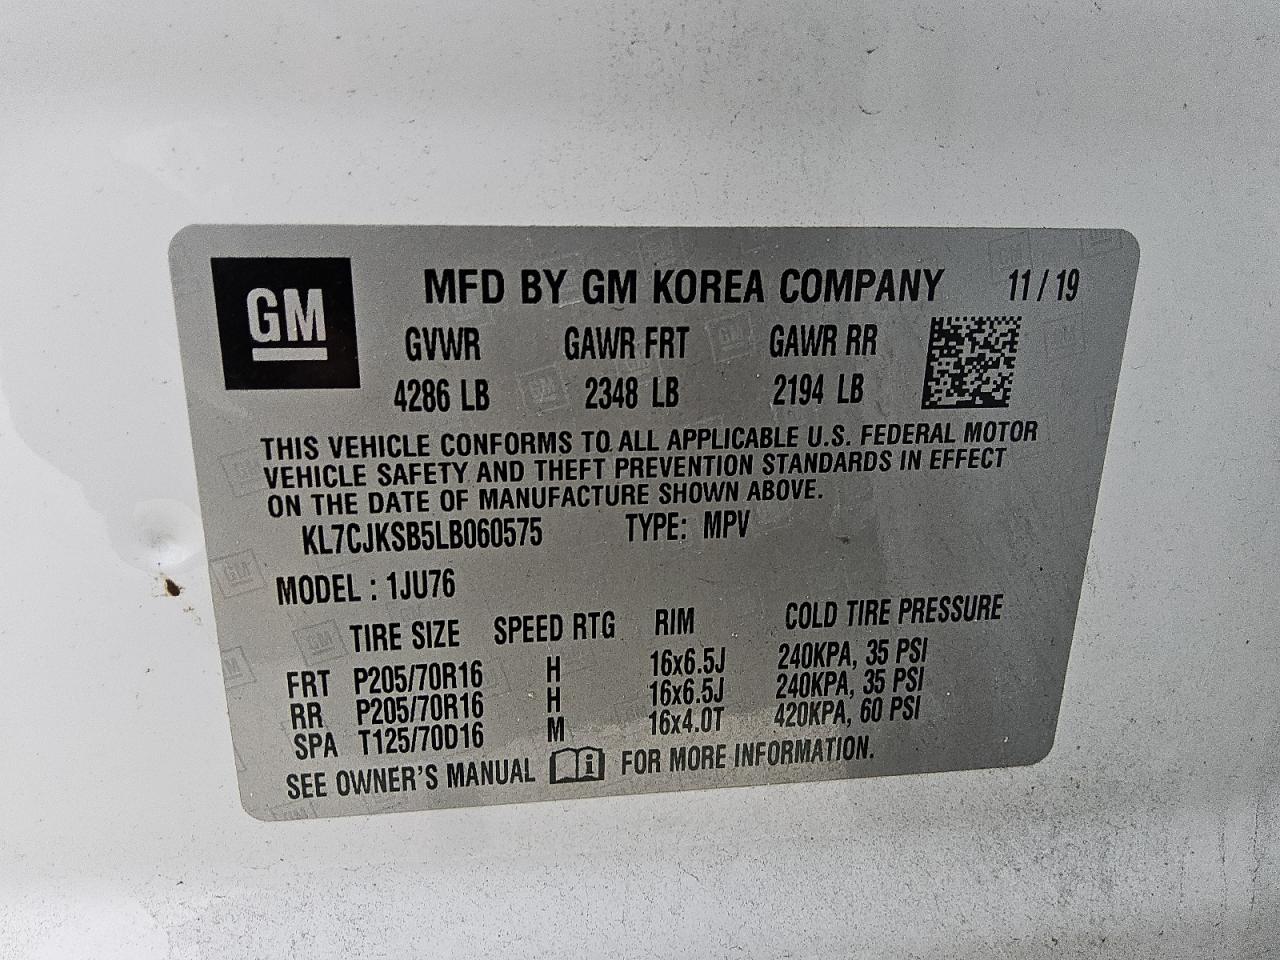 GM
MFD BY GM KOREA COMPANY 11 / 19
GVWR GAWR FRT GAWR RR
4286 LB 2348 LB 2194 LB
THIS VEHICLE CONFORMS TO ALL APPLICABLE U.S. FEDERAL MOTOR
VEHICLE SAFETY AND THEFT PREVENTION STANDARDS IN EFFECT
ON THE DATE OF MANUFACTURE SHOWN ABOVE.
KL7CJKSB5LB060575 TYPE: MPV
MODEL : 1JU76
TIRE SIZE SPEED RTG RIM COLD TIRE PRESSURE
FRT P205/70R16 H 16x6.5J 240KPA, 35 PSI
RR P205/70R16 H 16x6.5J 240KPA, 35 PSI
SPA T125/70D16 M 16x4.0T 420KPA, 60 PSI
SEE OWNER'S MANUAL i FOR MORE INFORMATION.